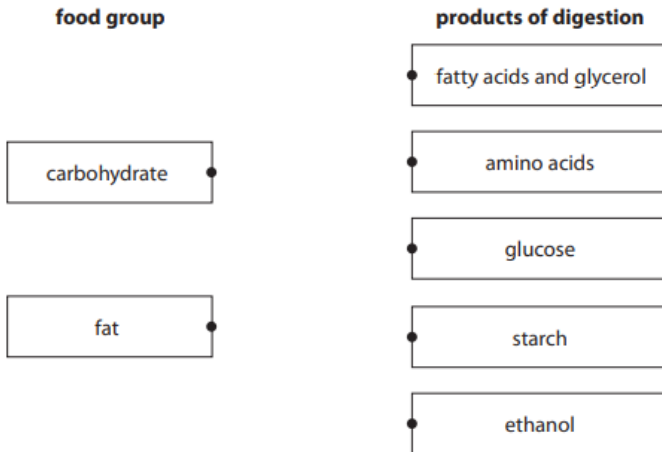 food group
products of digestion
fatty acids and glycerol
carbohydrate
amino acids
glucose
fat
starch
ethanol